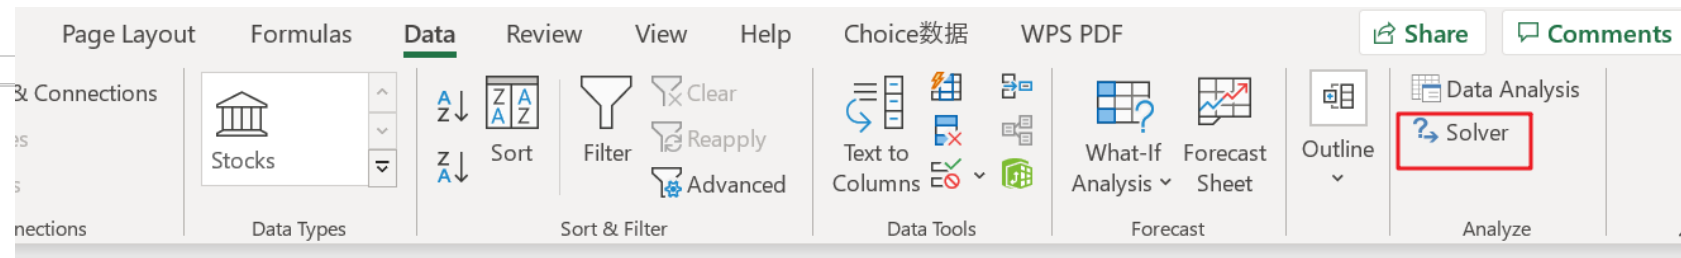 Page Layout Formulas Data Review View Help Choice数据 WPS PDF Share Comments
& Connections
Stocks
Sort
Filter
Clear
Reapply
Advanced
Text to
Columns
What-If
Analysis
Forecast
Sheet
Outline
Data Analysis
Solver
Data Types Sort & Filter Data Tools Forecast Analyze